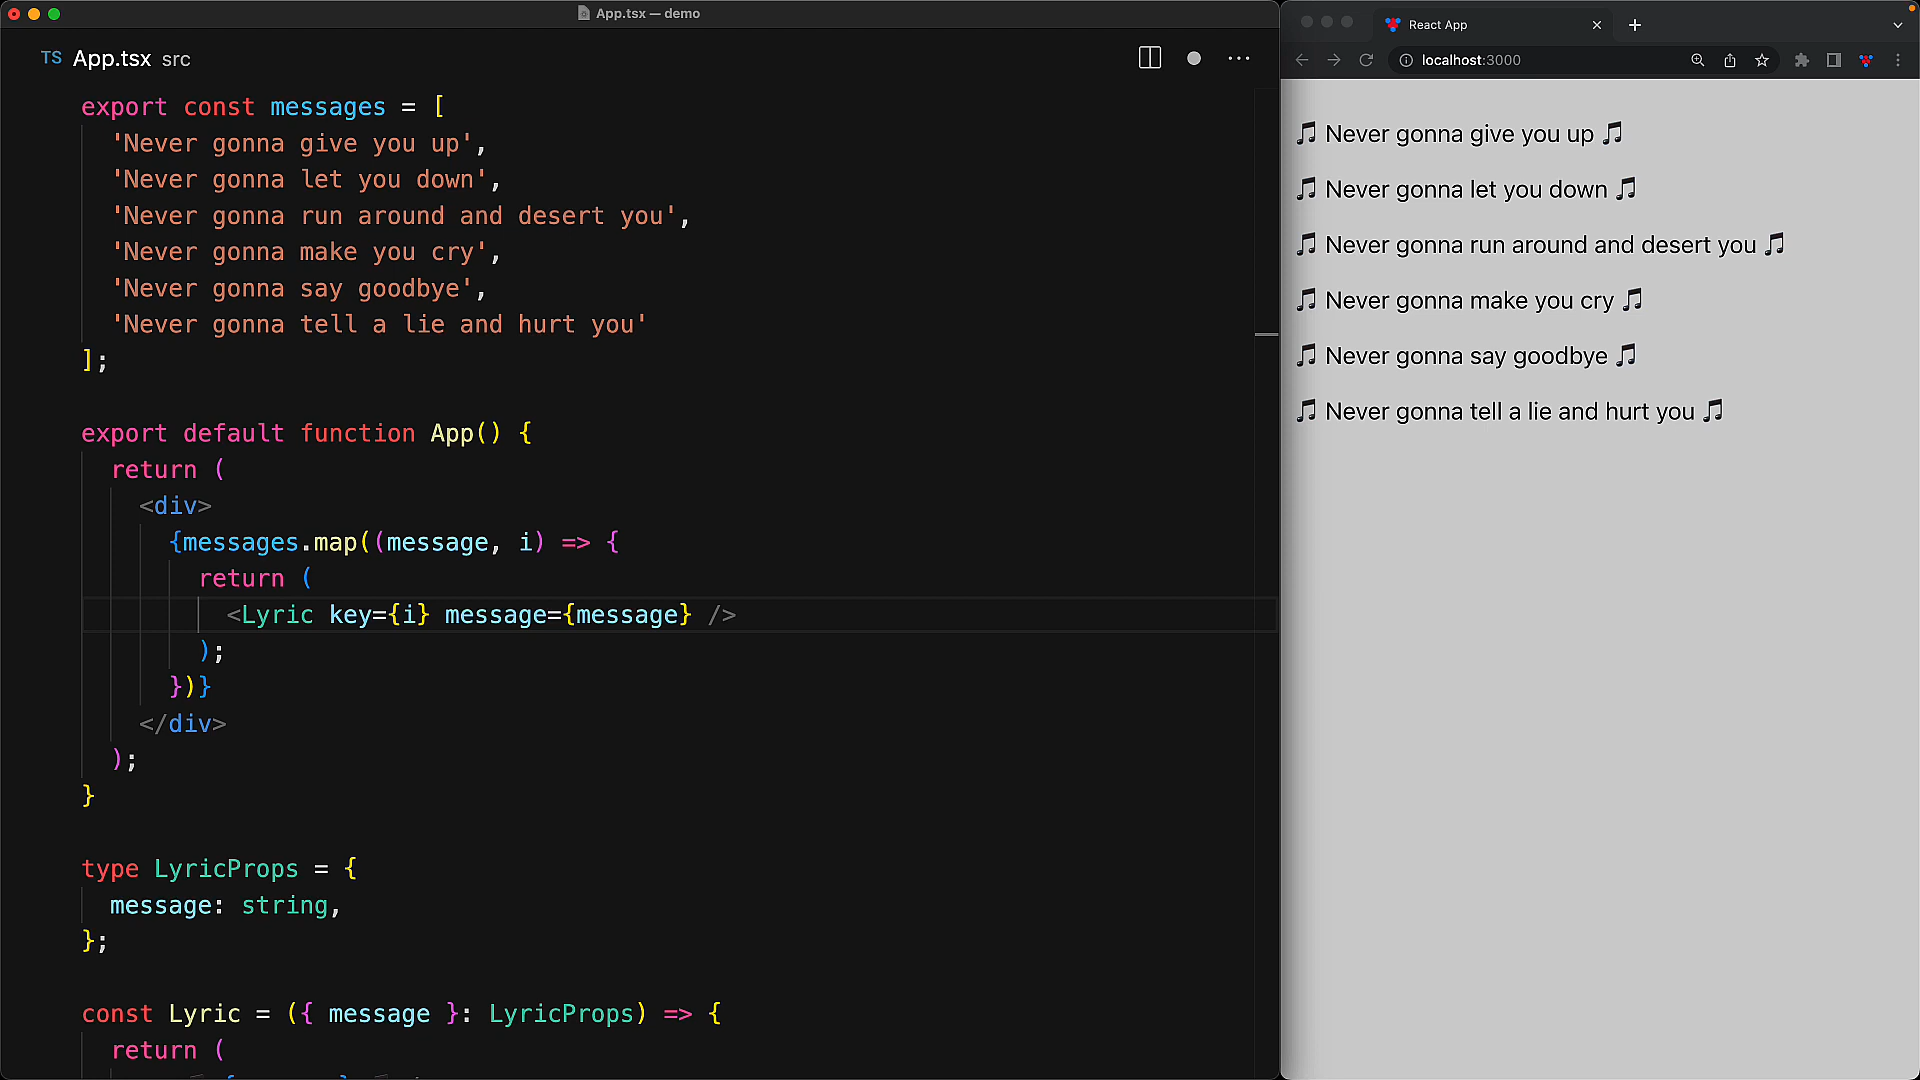 App.tsx — demo
TS App.tsx src
export const messages = [
'Never gonna give you up',
'Never gonna let you down',
'Never gonna run around and desert you',
'Never gonna make you cry',
'Never gonna say goodbye',
'Never gonna tell a lie and hurt you'
];
export default function App() {
return (
<div>
{messages.map((message, i) => {
return (
<Lyric key={i} message={message} />
);
})}
</div>
);
}
type LyricProps = {
message: string,
};
const Lyric = ({ message }: LyricProps) => {
return (
React App
localhost:3000
🎵 Never gonna give you up 🎵
🎵 Never gonna let you down 🎵
🎵 Never gonna run around and desert you 🎵
🎵 Never gonna make you cry 🎵
🎵 Never gonna say goodbye 🎵
🎵 Never gonna tell a lie and hurt you 🎵